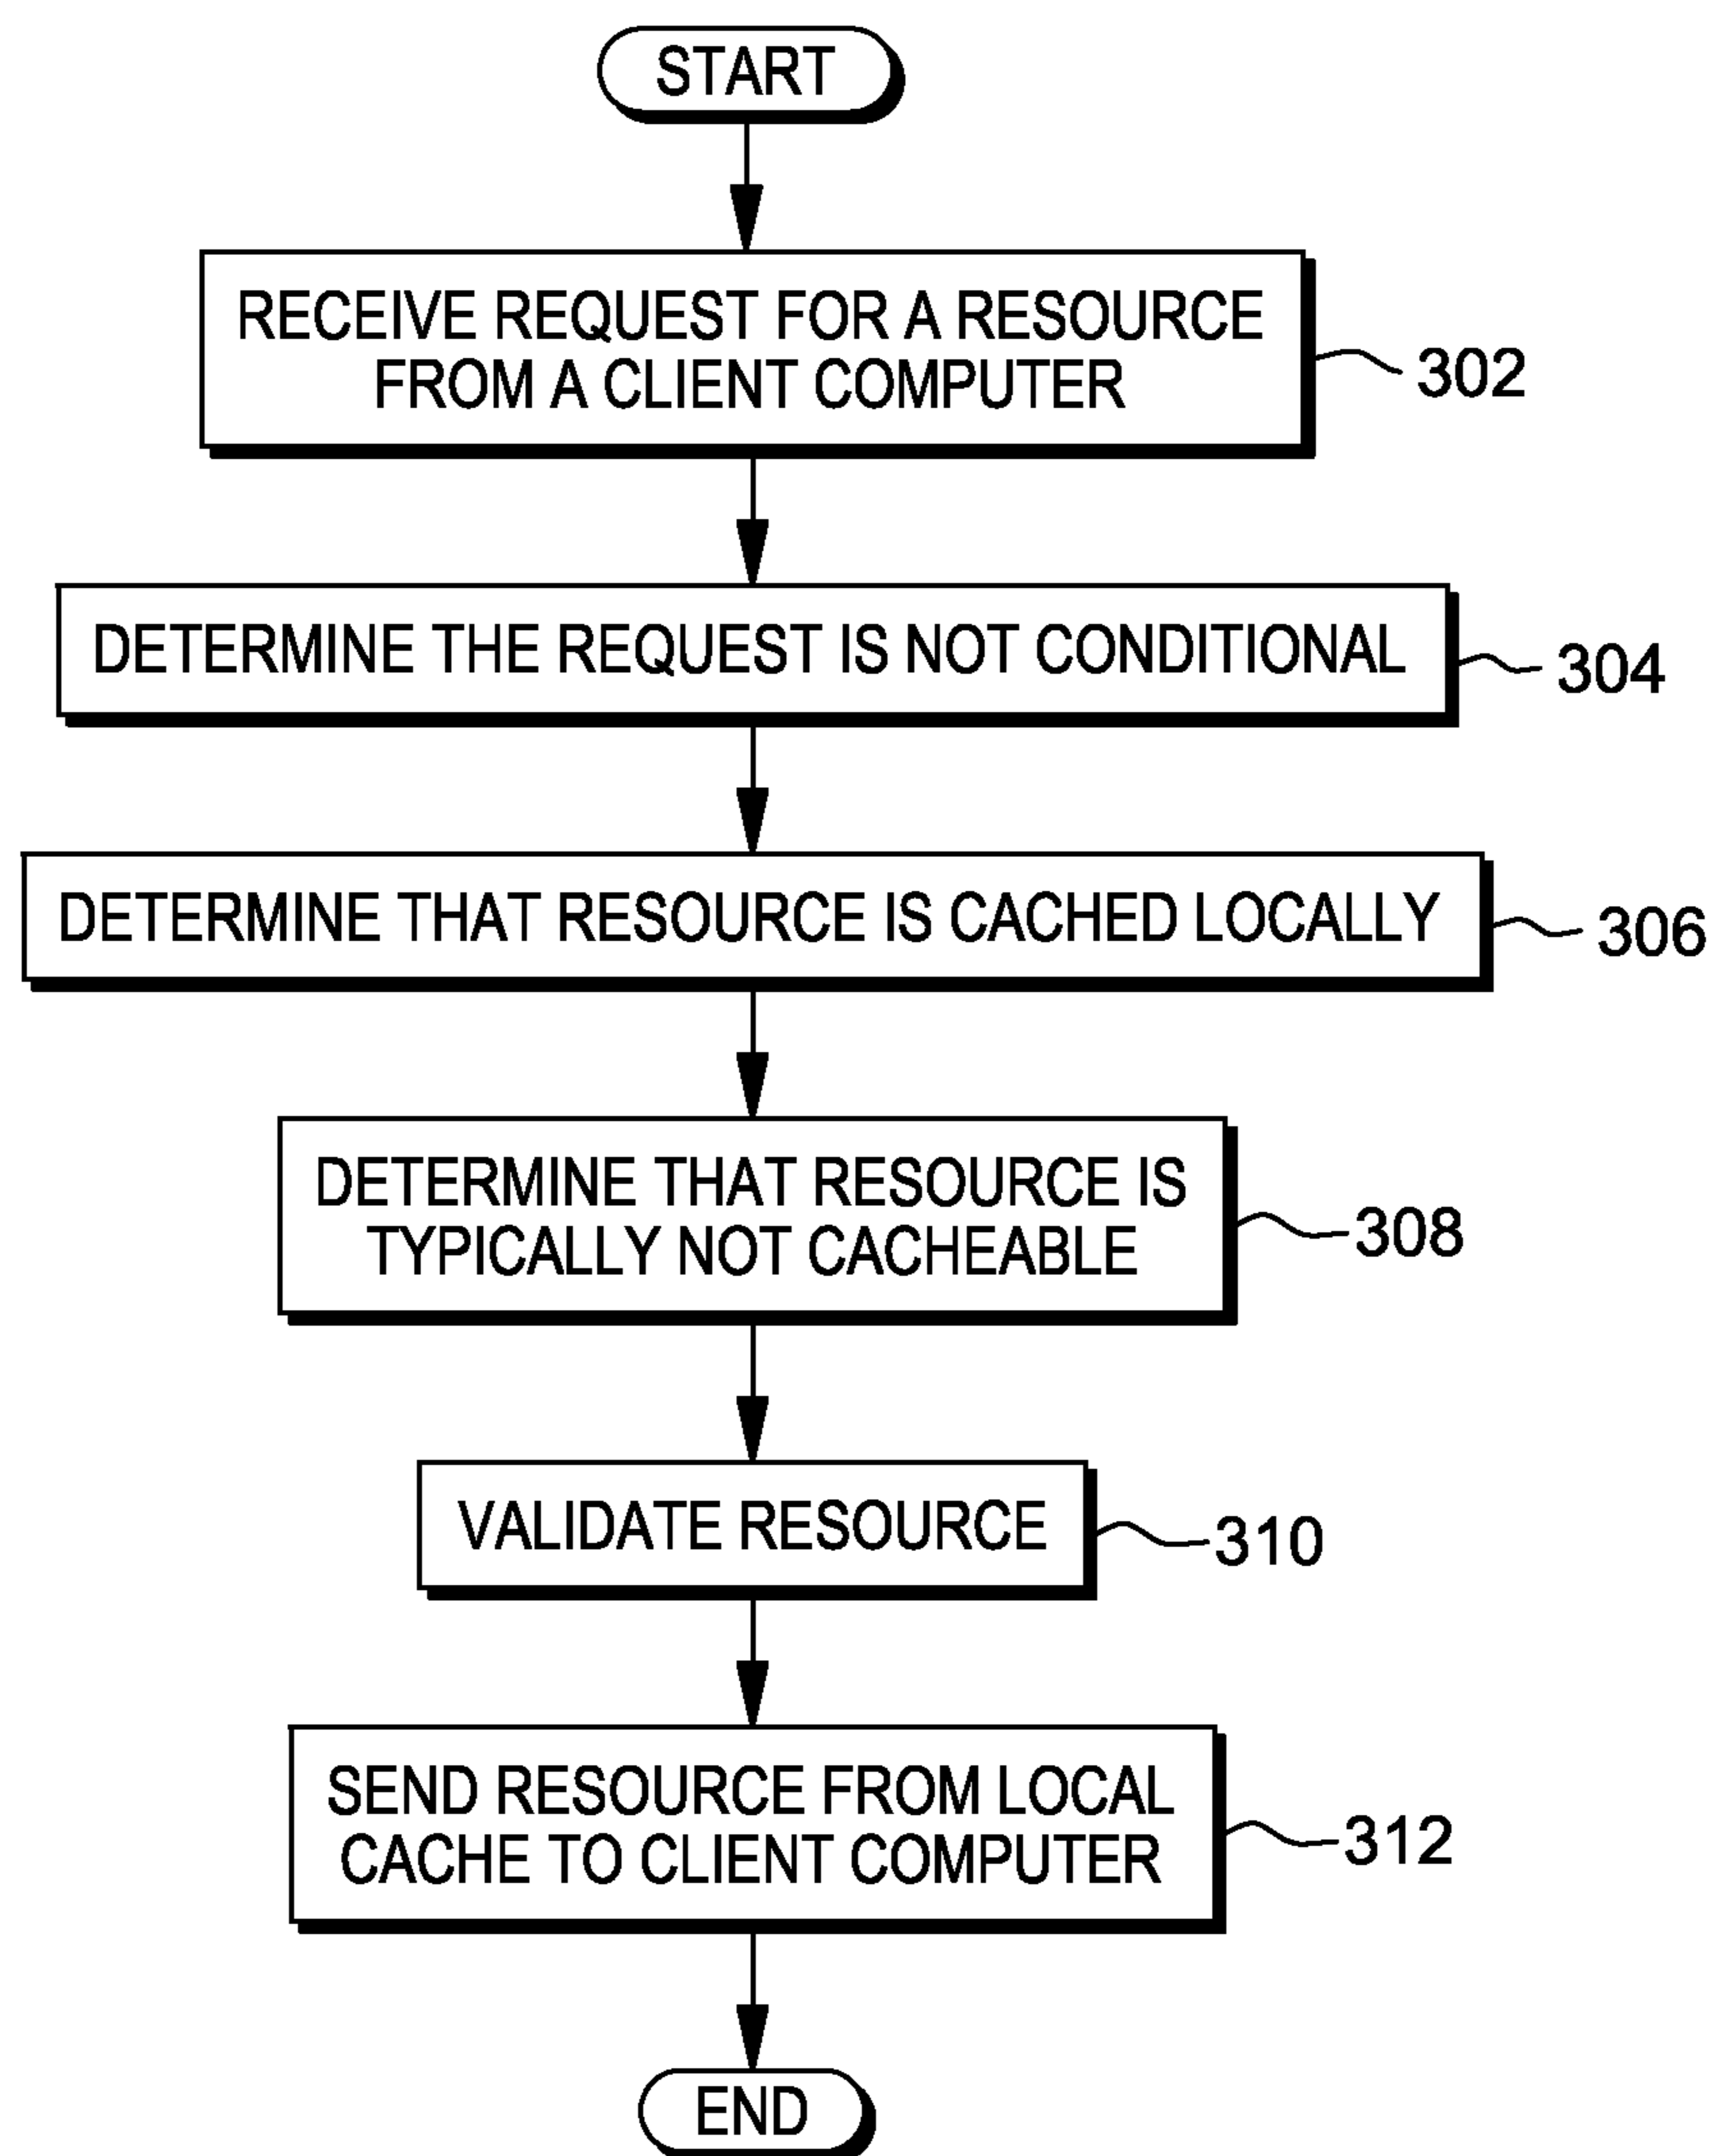 START
RECEIVE REQUEST FOR A RESOURCE
FROM A CLIENT COMPUTER
302
DETERMINE THE REQUEST IS NOT CONDITIONAL
304
DETERMINE THAT RESOURCE IS CACHED LOCALLY
306
DETERMINE THAT RESOURCE IS
TYPICALLY NOT CACHEABLE
308
VALIDATE RESOURCE
310
SEND RESOURCE FROM LOCAL
CACHE TO CLIENT COMPUTER
312
END